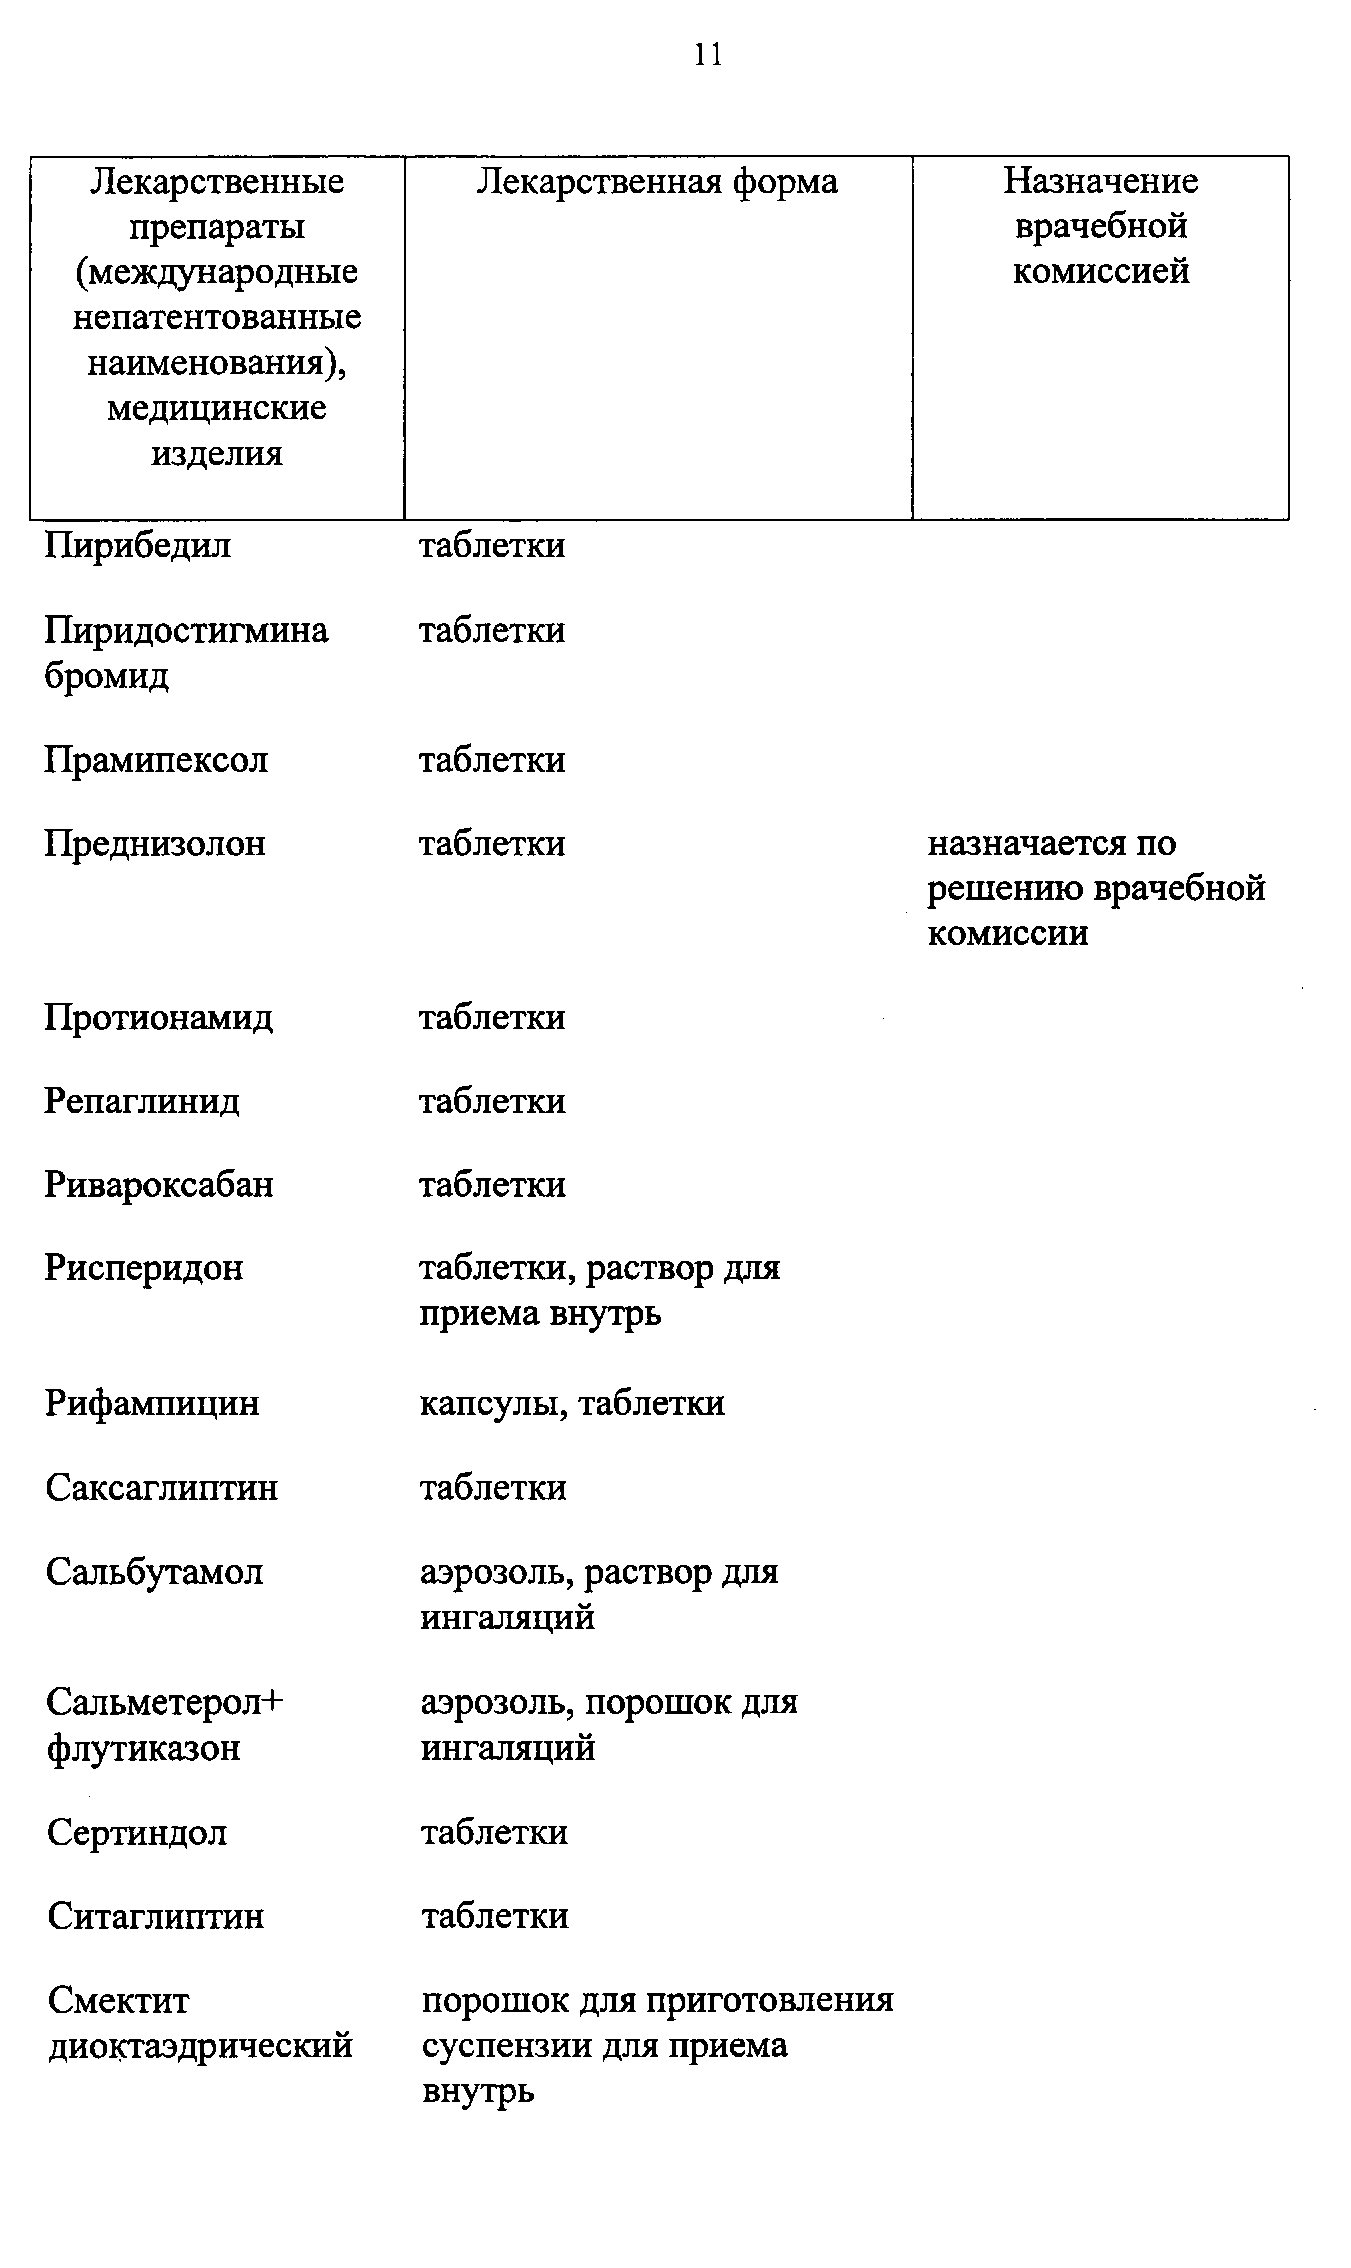 11
Лекарственные
препараты
(международные
непатентованные
наименования),
медицинские
изделия
Лекарственная форма
Назначение
врачебной
комиссией
Пирибедил таблетки
Пиридостигмина таблетки
бромид
Прамипексол таблетки
Преднизолон таблетки назначается по
решению врачебной
комиссии
Протионамид таблетки
Репаглинид таблетки
Ривароксабан таблетки
Рисперидон таблетки, раствор для
приема внутрь
Рифампицин капсулы, таблетки
Саксаглиптин таблетки
Сальбутамол аэрозоль, раствор для
ингаляций
Сальметерол+ аэрозоль, порошок для
флутиказон ингаляций
Сертиндол таблетки
Ситаглиптин таблетки
Смектит порошок для приготовления
диоктаэдрический суспензии для приема
внутрь